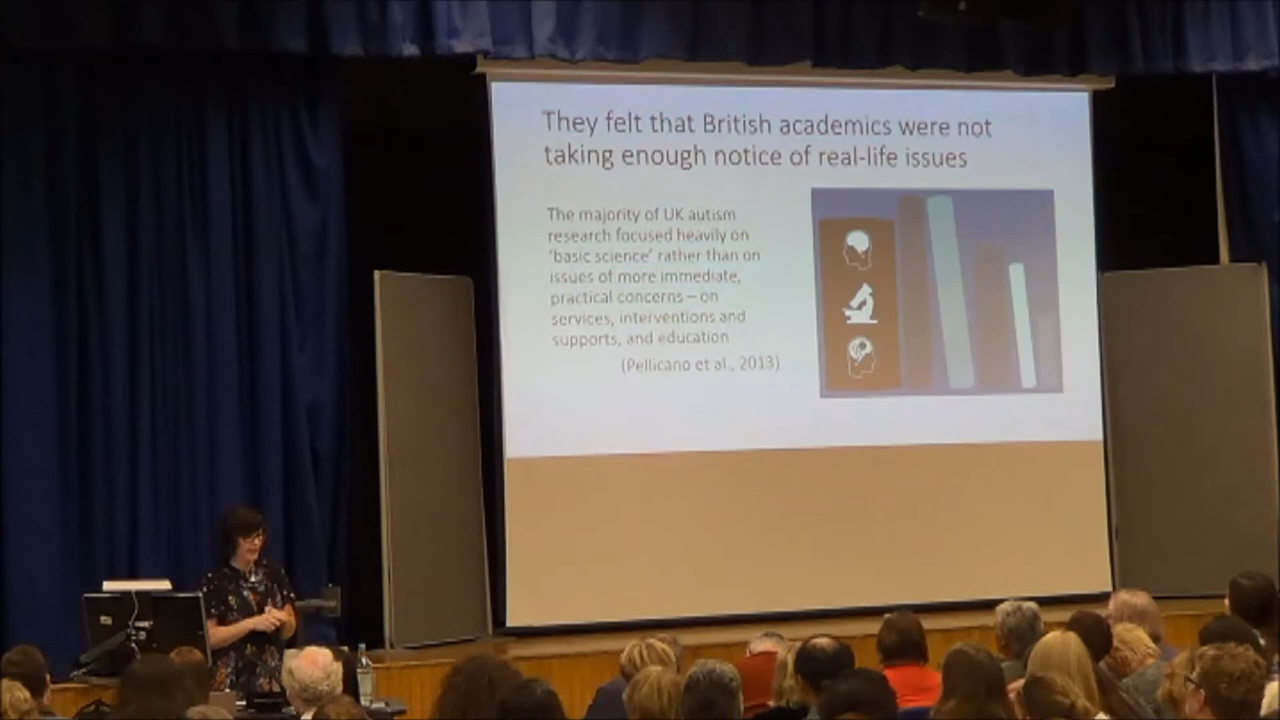 They felt that British academics were not
taking enough notice of real-life issues
The majority of UK autism
research focused heavily on
'basic science' rather than on
issues of more immediate,
practical concerns – on
services, interventions and
supports, and education
(Pellicano et al., 2013)